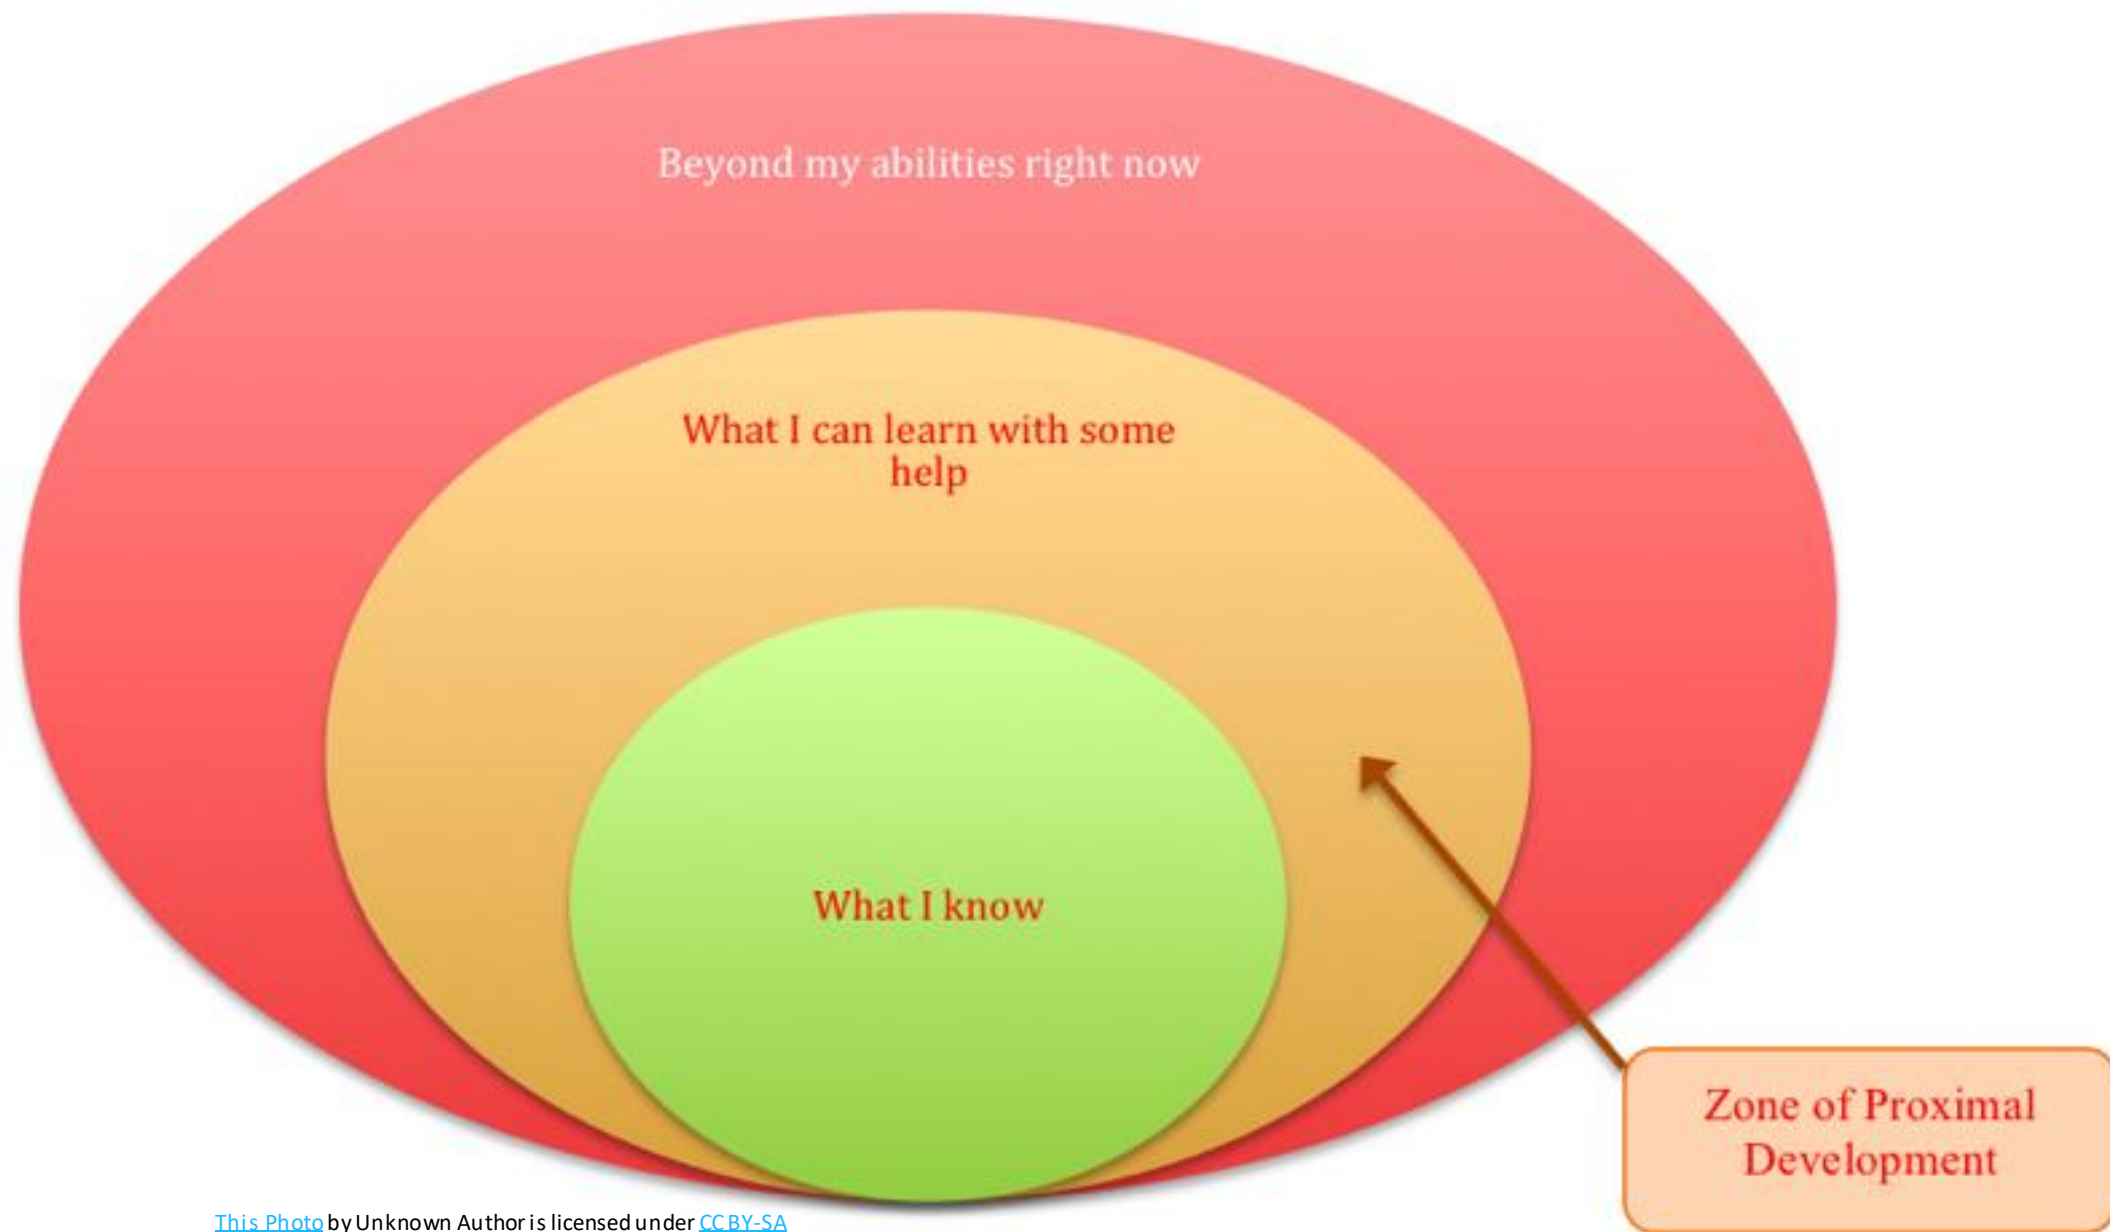 Beyond my abilities right now
What I can learn with some
help
What I know
Zone of Proximal
Development
This Photo by Unknown Author is licensed under CC BY-SA